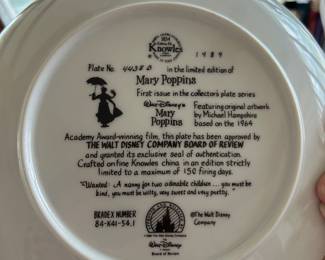 Knowles
1989
Plate No. 4438 D in the limited edition of
Mary Poppins
First issue in the collector's plate series
Walt Disney's
Mary
Poppins
Featuring original artwork
by Michael Hampshire
based on the 1964
Academy Award-winning film, this plate has been approved by
THE WALT DISNEY COMPANY BOARD OF REVIEW
and granted its exclusive seal of authentication.
Crafted on fine Knowles china in an edition strictly
limited to a maximum of 150 firing days.
"Wanted: A nanny for two adorable children ... you must be
kind, you must be witty, very sweet and very pretty."
BRADEX NUMBER
84-K41-54.1
©The Walt Disney
Company
Walt Disney
Board of Review